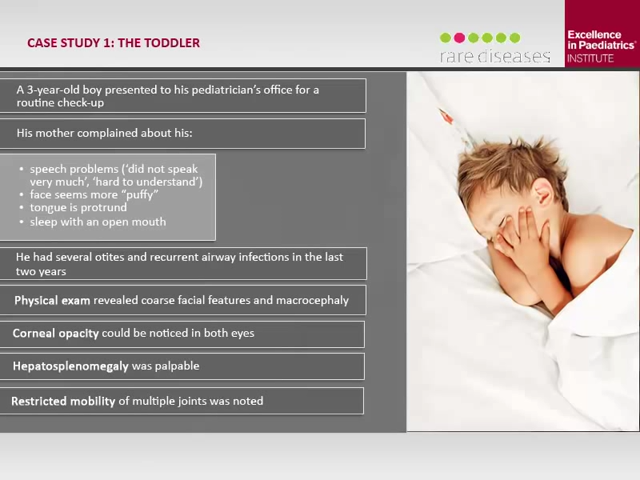 CASE STUDY 1: THE TODDLER
rare diseases
Excellence
in Paediatrics
INSTITUTE
A 3-year-old boy presented to his pediatrician's office for a
routine check-up
His mother complained about his:
• speech problems ('did not speak
very much', 'hard to understand')
• face seems more "puffy"
• tongue is protrund
• sleep with an open mouth
He had several otites and recurrent airway infections in the last
two years
Physical exam revealed coarse facial features and macrocephaly
Corneal opacity could be noticed in both eyes
Hepatosplenomegaly was palpable
Restricted mobility of multiple joints was noted